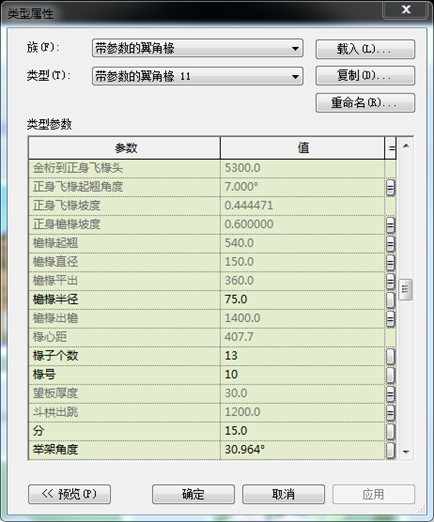 类型属性
族(F): 带参数的翼角椽 载入(L)...
类型(T): 带参数的翼角椽 11 复制(D)...
重命名(R)...
类型参数
参数 值 =
金桁到正身飞椽头 5300.0
正身飞椽起翘角度 7.000° =
正身飞椽坡度 0.444471
正身檐椽坡度 0.600000 =
檐椽起翘 540.0 =
檐椽直径 150.0 =
檐椽平出 360.0 =
檐椽半径 75.0
檐椽出檐 1400.0 =
椽心距 407.7
椽子个数 13
椽号 10
望板厚度 30.0 =
斗栱出跳 1200.0 =
分 15.0
举架角度 30.964°
<< 预览(P) 确定 取消 应用